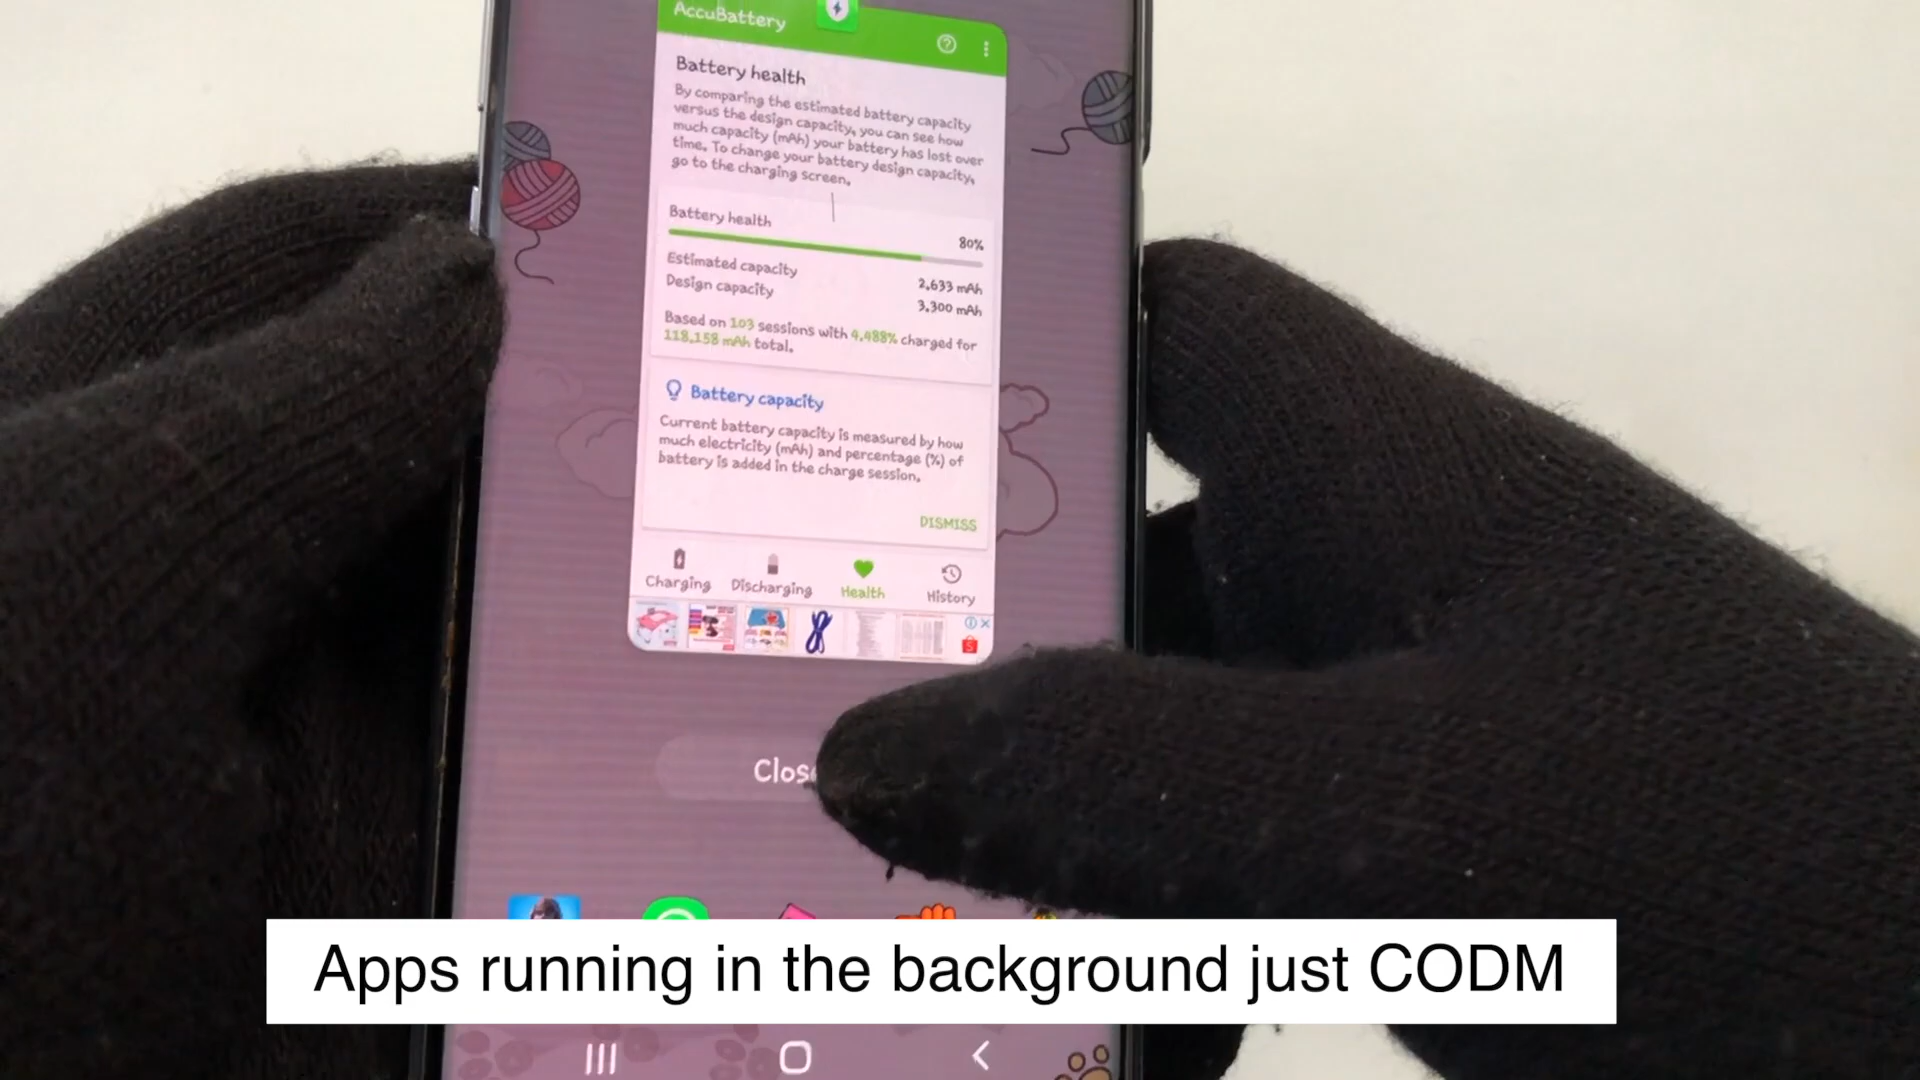 AccuBattery
Battery health
By comparing the estimated battery capacity
versus the design capacity, you can see how
much capacity (mAh) your battery has lost over
time. To change your battery design capacity,
go to the charging screen.
Battery health
80%
Estimated capacity
2,633 mAh
Design capacity
3,300 mAh
Based on 103 sessions with 4,488% charged for
118,158 mAh total.
Battery capacity
Current battery capacity is measured by how
much electricity (mAh) and percentage (%) of
battery is added in the charge session.
DISMISS
Charging
Discharging
Health
History
Clos
Apps running in the background just CODM